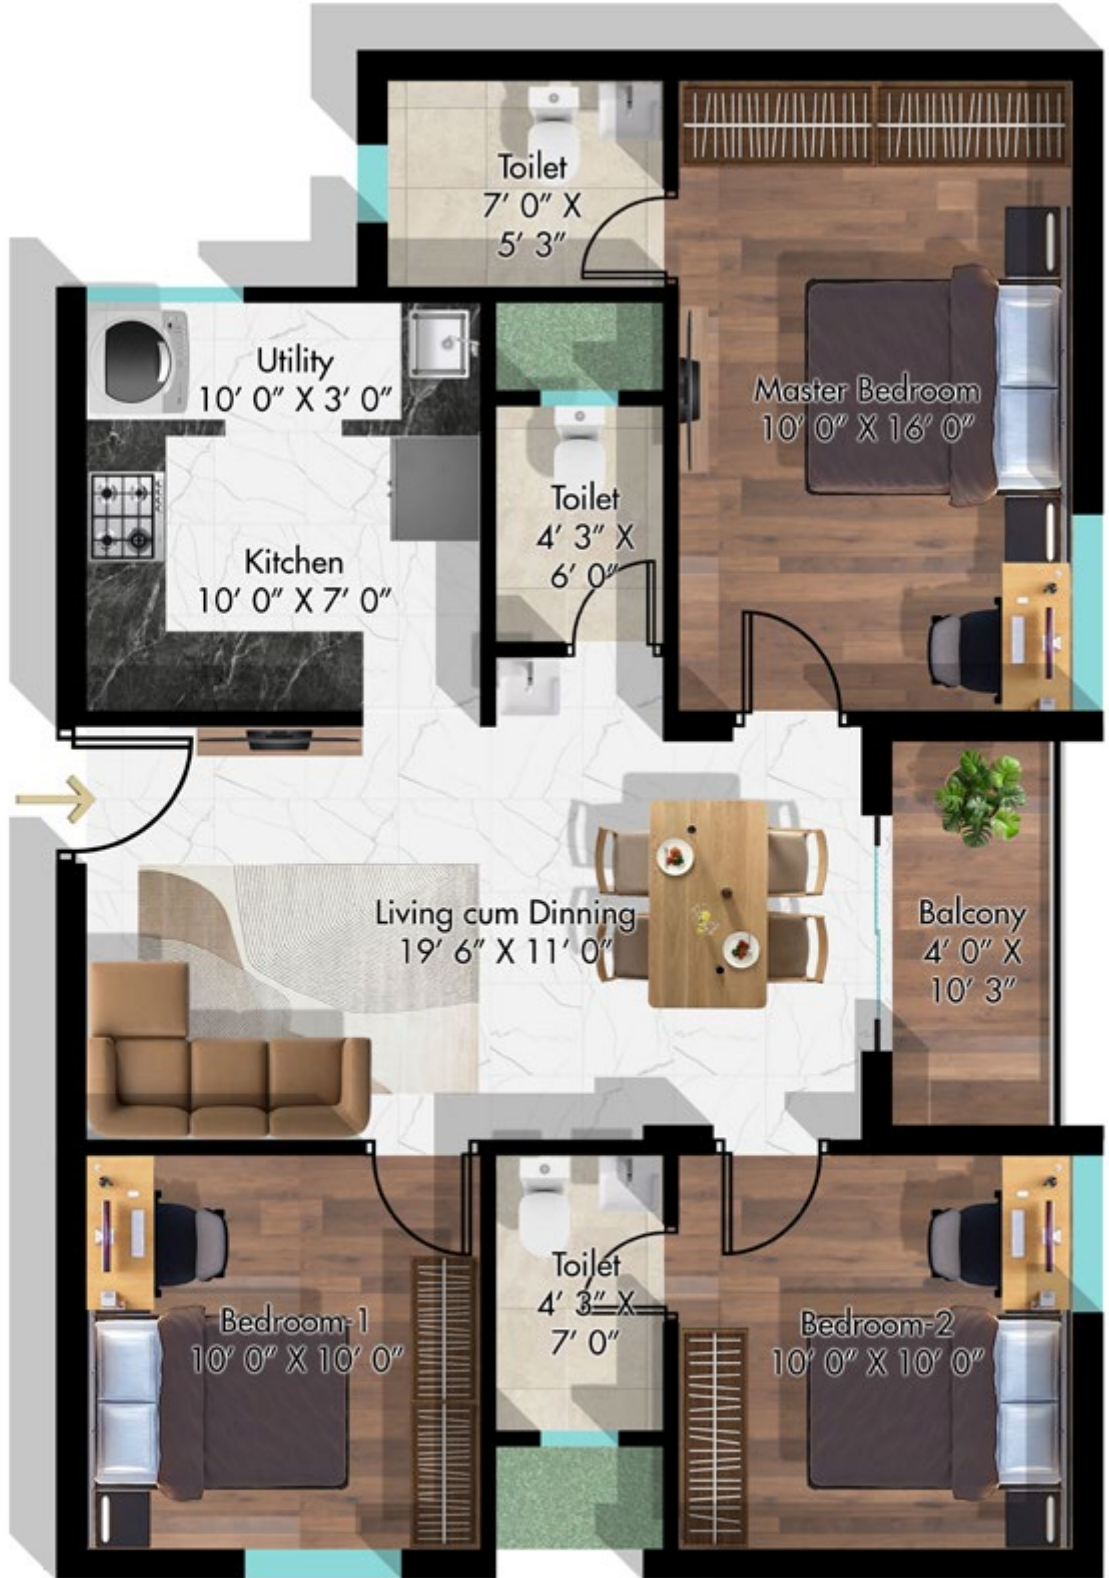 Toilet
7' 0" X
5' 3"
Utility
10' 0" X 3' 0"
Master Bedroom
10' 0" X 16' 0"
Toilet
4' 3" X
6' 0"
Kitchen
10' 0" X 7' 0"
Living cum Dinning
19' 6" X 11' 0"
Balcony
4' 0" X
10' 3"
Toilet
4' 3" X
7' 0"
Bedroom-1
10' 0" X 10' 0"
Bedroom-2
10' 0" X 10' 0"